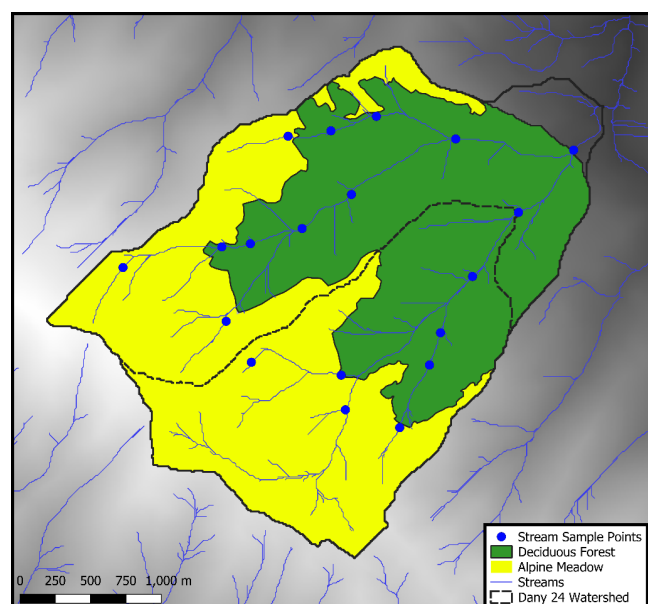 0 250 500 750 1,000 m
Stream Sample Points
Deciduous Forest
Alpine Meadow
Streams
Dany 24 Watershed